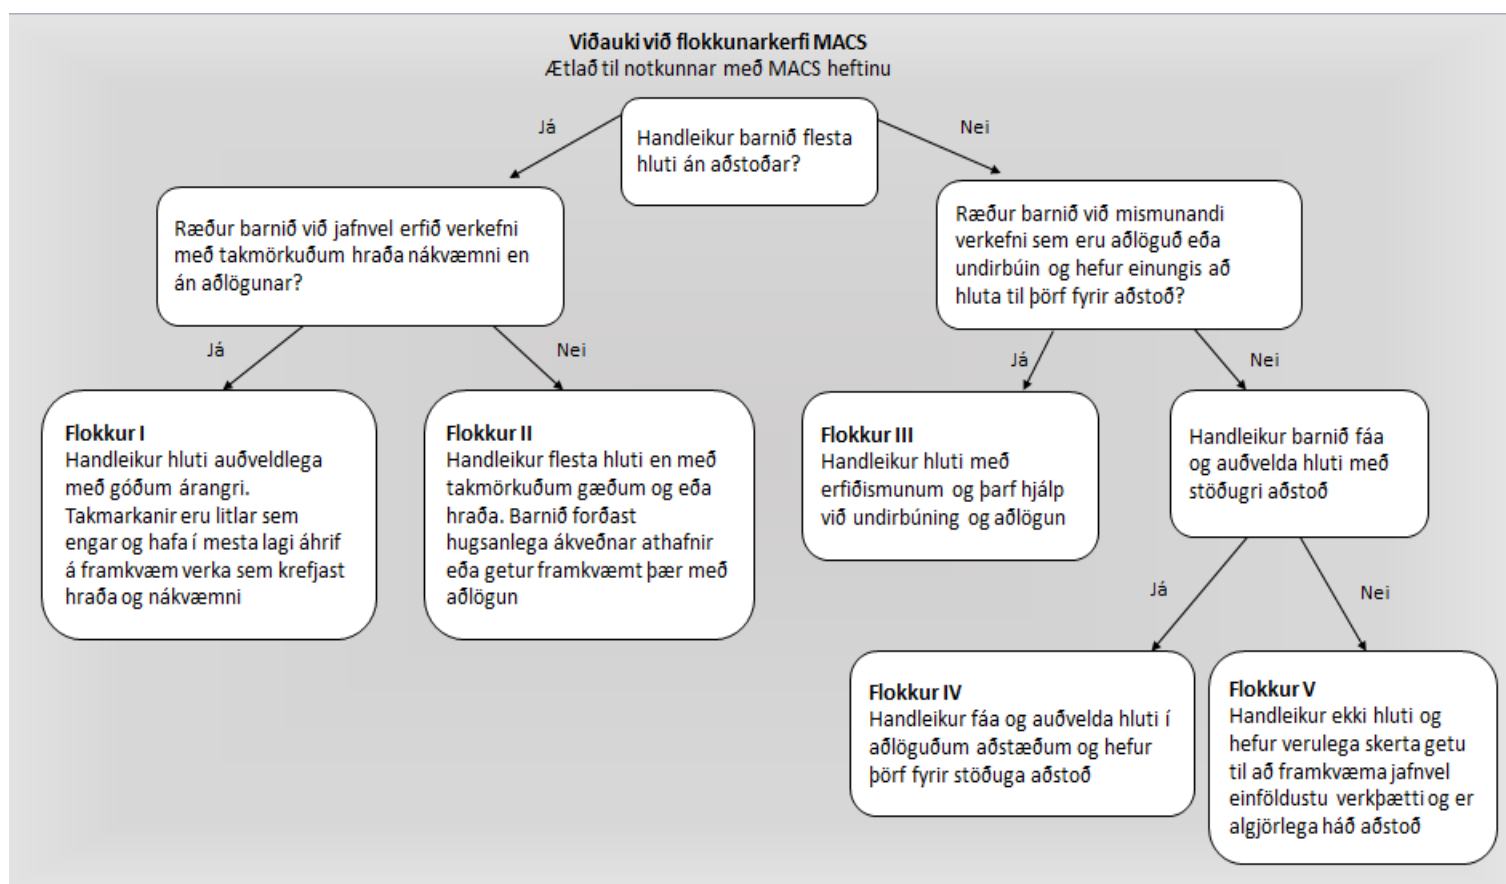 Viðauki við flokkunarkerfi MACS
Ætlað til notkunnar með MACS heftinu
Já
Nei
Handleikur barnið flesta
hluti án aðstoðar?
Ræður barnið við jafnvel erfið verkefni
með takmörkuðum hraða nákvæmni en
án aðlögunar?
Ræður barnið við mismunandi
verkefni sem eru aðlöguð eða
undirbúin og hefur einungis að
hluta til þörf fyrir aðstoð?
Já
Nei
Já
Nei
Flokkur I
Handleikur hluti auðveldlega
með góðum árangri.
Takmarkanir eru litlar sem
engar og hafa í mesta lagi áhrif
á framkvæm verka sem krefjast
hraða og nákvæmni
Flokkur II
Handleikur flesta hluti en með
takmörkuðum gæðum og eða
hraða. Barnið forðast
hugsanlega ákveðnar athafnir
eða getur framkvæmt þær með
aðlögun
Flokkur III
Handleikur hluti með
erfiðismunum og þarf hjálp
við undirbúning og aðlögun
Handleikur barnið fáa
og auðvelda hluti með
stöðugri aðstoð
Já
Nei
Flokkur IV
Handleikur fáa og auðvelda hluti í
aðlöguðum aðstæðum og hefur
þörf fyrir stöðuga aðstoð
Flokkur V
Handleikur ekki hluti og
hefur verulega skerta getu
til að framkvæma jafnvel
einföldustu verkþætti og er
algjörlega háð aðstoð